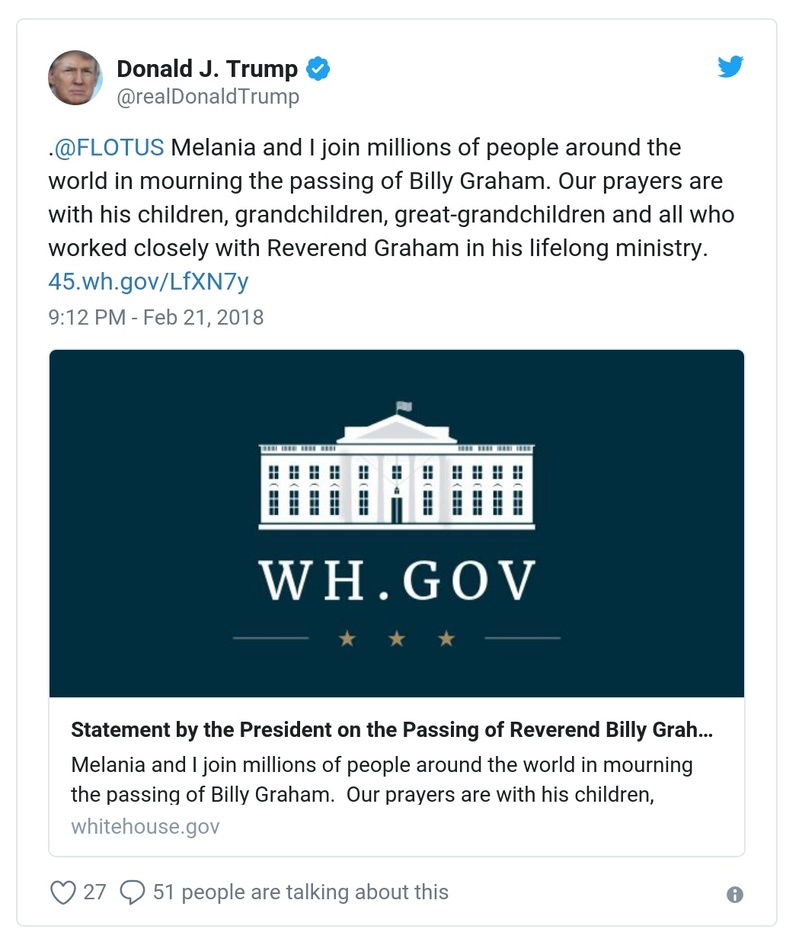 Donald J. Trump
@realDonaldTrump
.@FLOTUS Melania and I join millions of people around the
world in mourning the passing of Billy Graham. Our prayers are
with his children, grandchildren, great-grandchildren and all who
worked closely with Reverend Graham in his lifelong ministry.
45.wh.gov/LfXN7y
9:12 PM - Feb 21, 2018
WH.GOV
Statement by the President on the Passing of Reverend Billy Grah...
Melania and I join millions of people around the world in mourning
the passing of Billy Graham.  Our prayers are with his children,
whitehouse.gov
27 51 people are talking about this